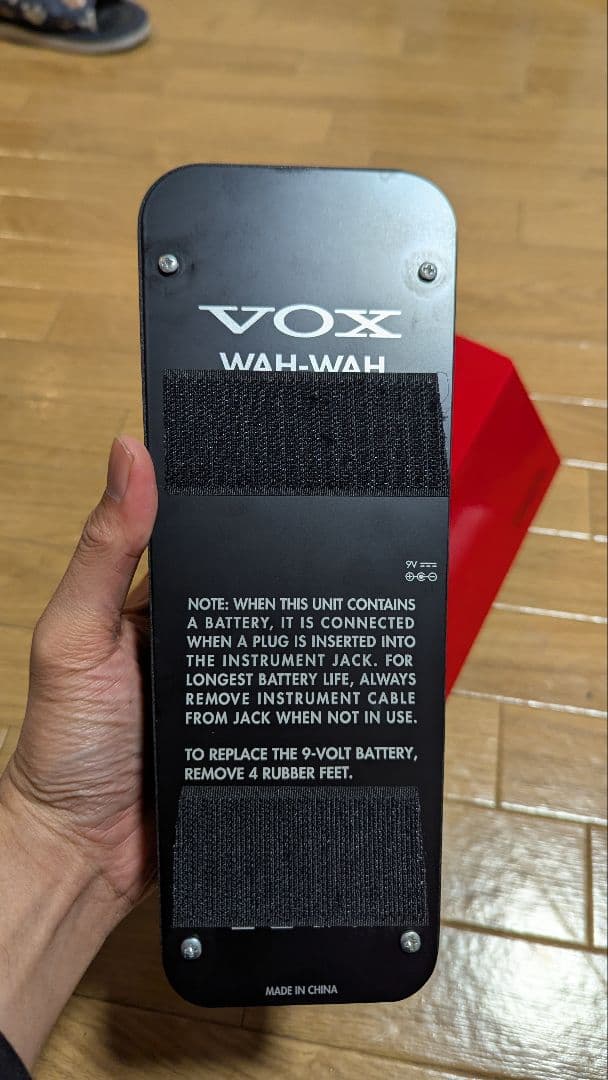 VOX
WAH-WAH
9V
NOTE: WHEN THIS UNIT CONTAINS
A BATTERY, IT IS CONNECTED
WHEN A PLUG IS INSERTED INTO
THE INSTRUMENT JACK. FOR
LONGEST BATTERY LIFE, ALWAYS
REMOVE INSTRUMENT CABLE
FROM JACK WHEN NOT IN USE.
TO REPLACE THE 9-VOLT BATTERY,
REMOVE 4 RUBBER FEET.
MADE IN CHINA